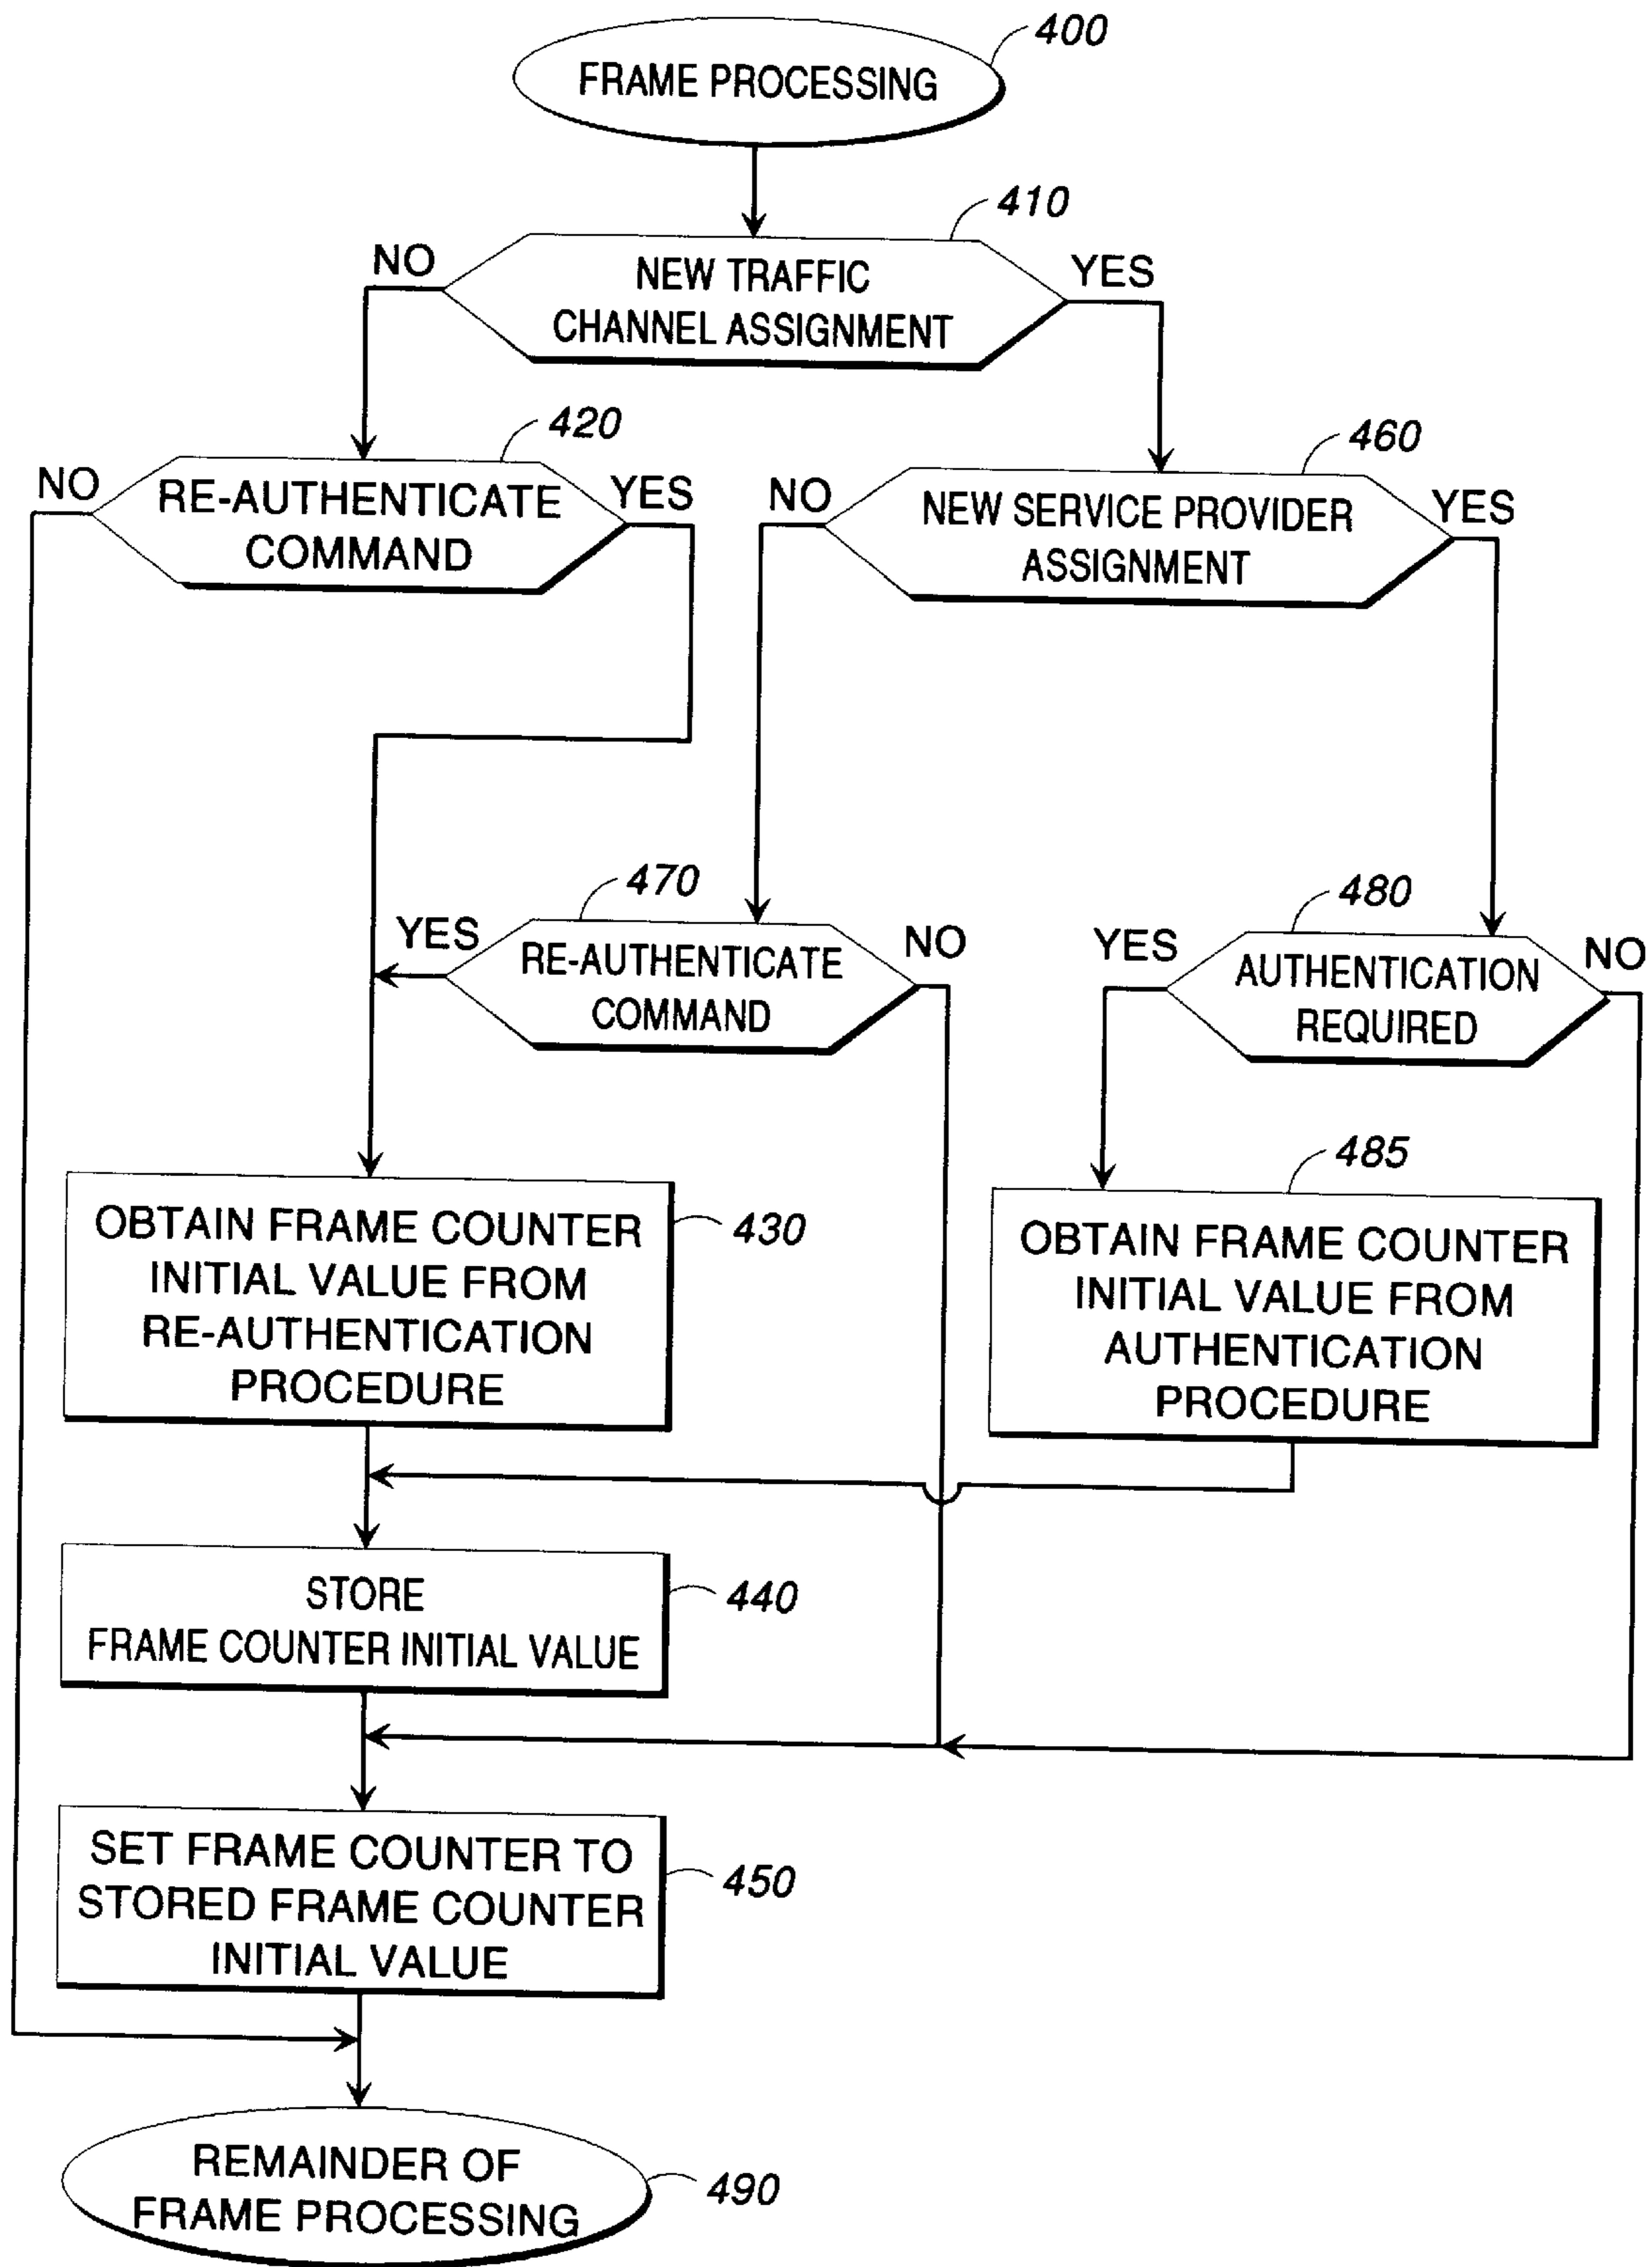 400
FRAME PROCESSING
410
NO
NEW TRAFFIC
CHANNEL ASSIGNMENT
YES
420
NO
RE-AUTHENTICATE
COMMAND
YES
460
NO
NEW SERVICE PROVIDER
ASSIGNMENT
YES
470
YES
RE-AUTHENTICATE
COMMAND
NO
480
YES
AUTHENTICATION
REQUIRED
NO
OBTAIN FRAME COUNTER
INITIAL VALUE FROM
RE-AUTHENTICATION
PROCEDURE
430
485
OBTAIN FRAME COUNTER
INITIAL VALUE FROM
AUTHENTICATION
PROCEDURE
STORE
FRAME COUNTER INITIAL VALUE
440
SET FRAME COUNTER TO
STORED FRAME COUNTER
INITIAL VALUE
450
REMAINDER OF
FRAME PROCESSING
490